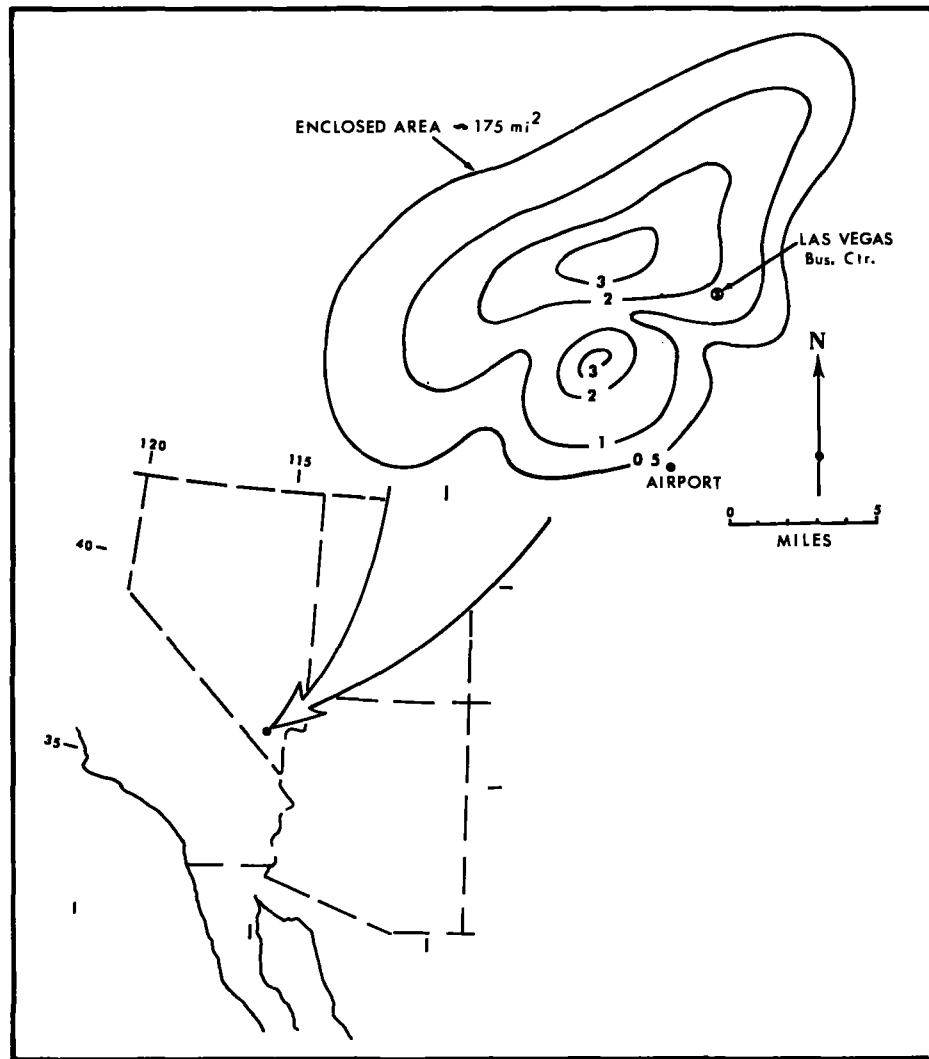 ENCLOSED AREA ∽ 175 mi²
LAS VEGAS
Bus. Ctr.
3
2
3
2
1
0 5
AIRPORT
N
0 5
MILES
120
115
40
35